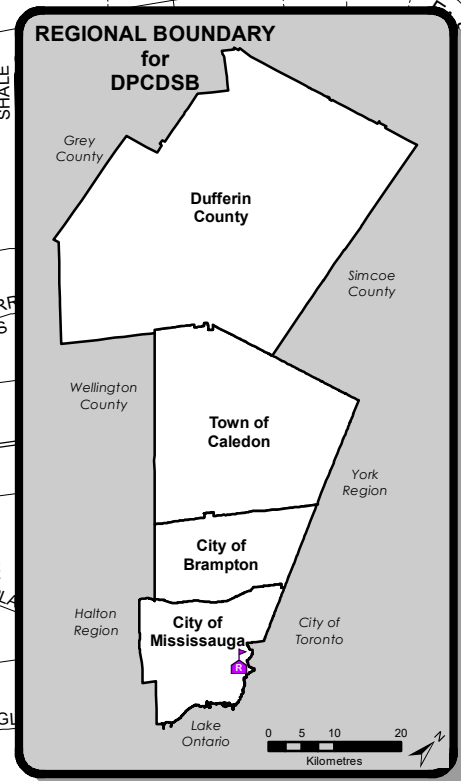 REGIONAL BOUNDARY
for
DPCDSB
SHALE
Grey
County
Dufferin
County
Simcoe
County
Wellington
County
Town of
Caledon
York
Region
City of
Brampton
Halton
Region
City of
Mississauga
City of
Toronto
R
Lake
Ontario
0 5 10 20
Kilometres
N